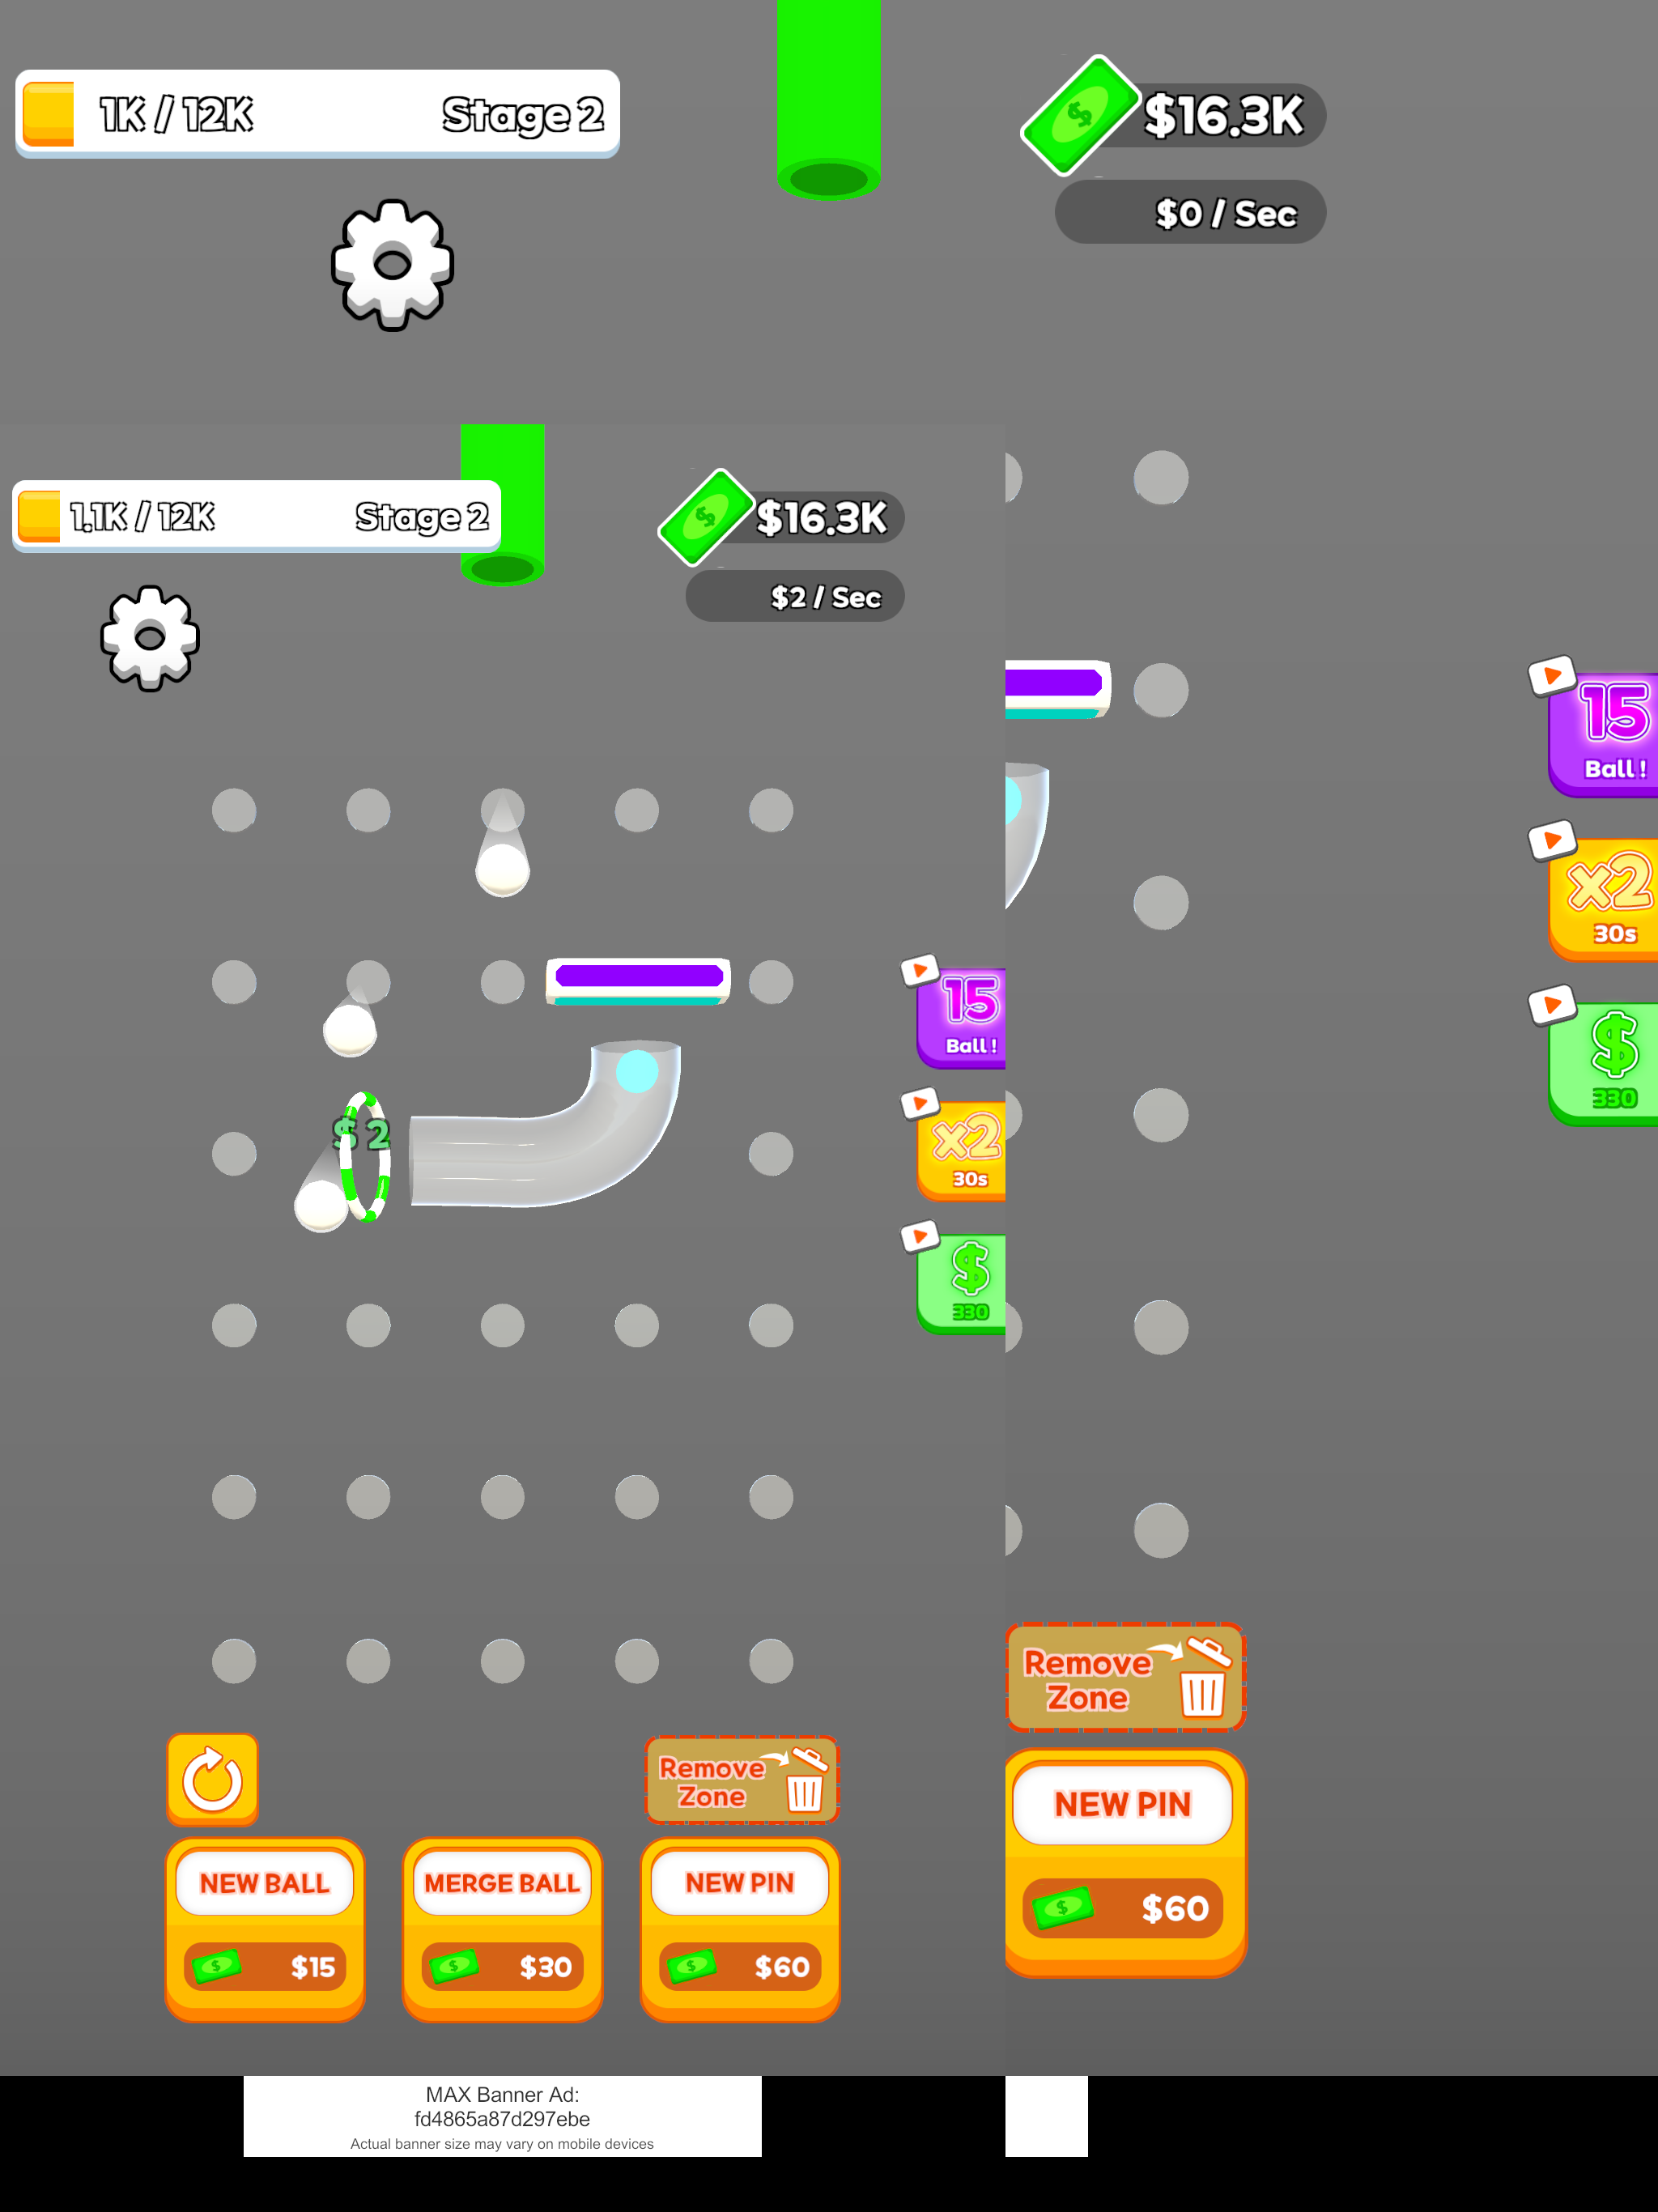 1K / 12K Stage 2
$16.3K
$0 / Sec
1.1K / 12K Stage 2
$16.3K
$2 / Sec
15
Ball !
x2
30s
$
330
$ 2
15
Ball !
x2
30s
$
330
Remove
Zone
NEW PIN
$60
Remove
Zone
NEW BALL
MERGE BALL
NEW PIN
$15
$30
$60
MAX Banner Ad:
fd4865a87d297ebe
Actual banner size may vary on mobile devices